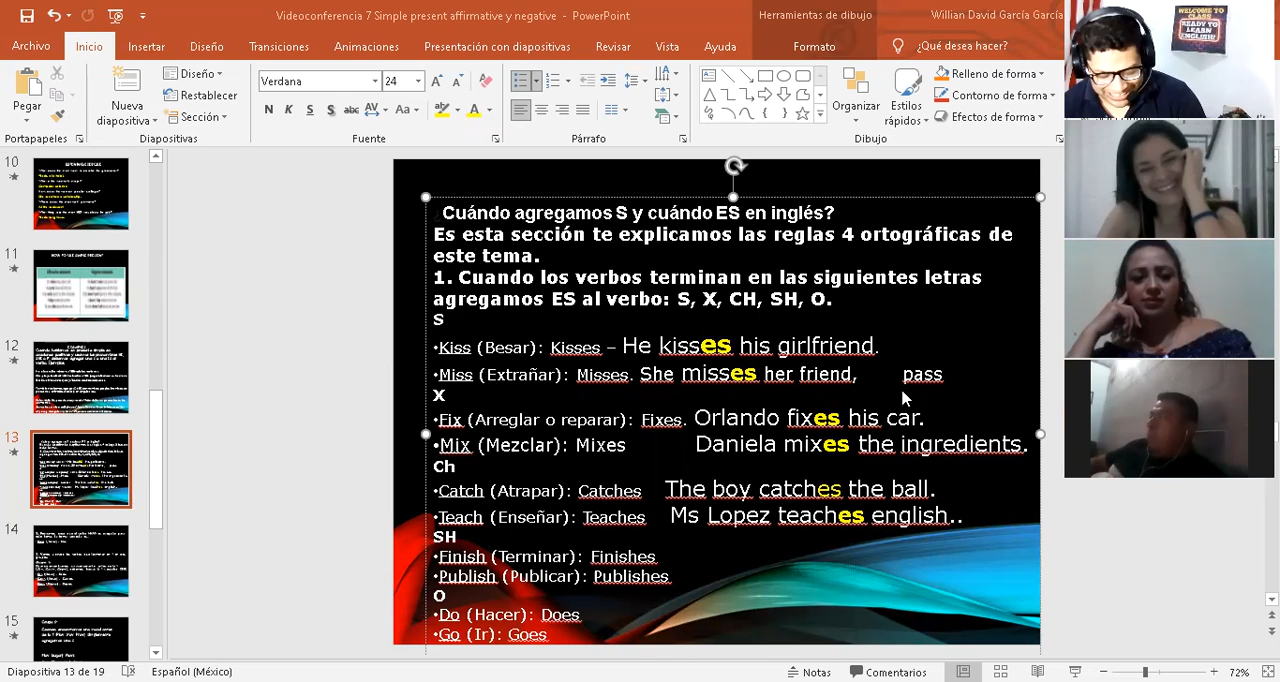 Videoconferencia 7 Simple present affirmative y negative - PowerPoint
Herramientas de dibujo
Willian David García García
Archivo
Inicio
Insertar
Diseño
Transiciones
Animaciones
Presentación con diapositivas
Revisar
Vista
Ayuda
Formato
¿Qué desea hacer?
WELCOME TO CLASS
READY TO LEARN ENGLISH!
Pegar
Nueva diapositiva
Diseño
Restablecer
Sección
Verdana
24
N K S S abc AV Aa A
Organizar
Estilos rápidos
Relleno de forma
Contorno de forma
Efectos de forma
Portapapeles
Diapositivas
Fuente
Párrafo
Dibujo
10
11
12
13
14
15
Cuándo agregamos S y cuándo ES en inglés?
Es esta sección te explicamos las reglas 4 ortográficas de
este tema.
1. Cuando los verbos terminan en las siguientes letras
agregamos ES al verbo: S, X, CH, SH, O.
S
•Kiss (Besar): Kisses – He kisses his girlfriend.
•Miss (Extrañar): Misses. She misses her friend, pass
X
•Fix (Arreglar o reparar): Fixes. Orlando fixes his car.
•Mix (Mezclar): Mixes Daniela mixes the ingredients.
Ch
•Catch (Atrapar): Catches The boy catches the ball.
•Teach (Enseñar): Teaches Ms Lopez teaches english..
SH
•Finish (Terminar): Finishes
•Publish (Publicar): Publishes
O
•Do (Hacer): Does
•Go (Ir): Goes
Diapositiva 13 de 19
Español (México)
Notas
Comentarios
72%